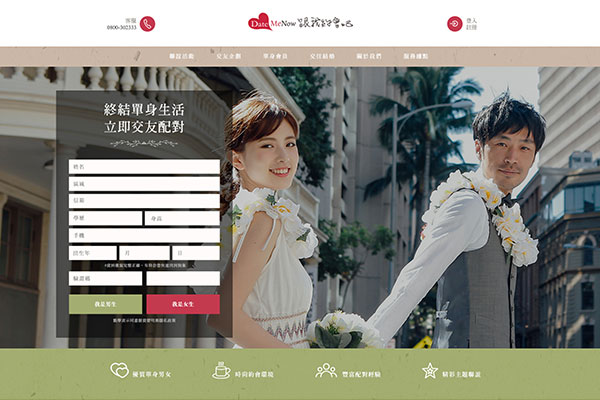 客服
0800-302333
Date Me Now 跟我約會吧
登入
註冊
聯誼活動 交友企劃 單身會員 交往結婚 關於我們 服務據點
終結單身生活
立即交友配對
姓名
區域
信箱
學歷 身高
手機
出生年 月 日
驗證碼
我是男生 我是女生
優質單身男女 時尚約會環境 豐富配對經驗 精彩主題聯誼